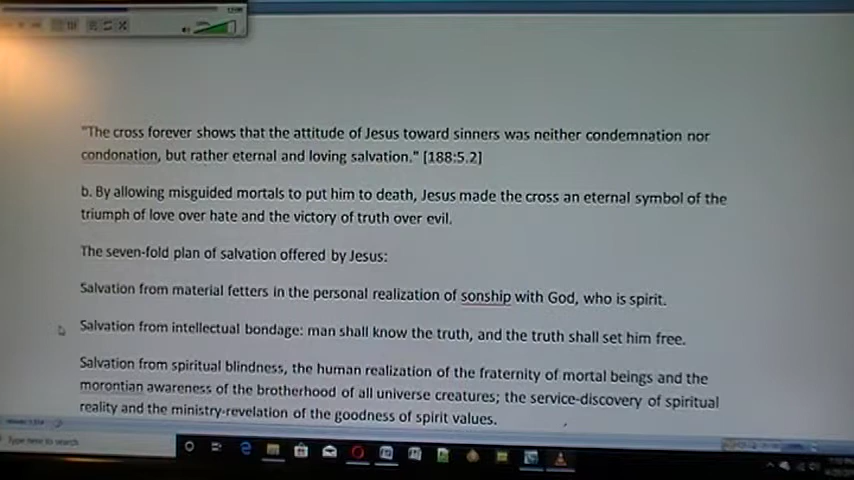 "The cross forever shows that the attitude of Jesus toward sinners was neither condemnation nor
condonation, but rather eternal and loving salvation." [188:5.2]
b. By allowing misguided mortals to put him to death, Jesus made the cross an eternal symbol of the
triumph of love over hate and the victory of truth over evil.
The seven-fold plan of salvation offered by Jesus:
Salvation from material fetters in the personal realization of sonship with God, who is spirit.
Salvation from intellectual bondage: man shall know the truth, and the truth shall set him free.
Salvation from spiritual blindness, the human realization of the fraternity of mortal beings and the
morontian awareness of the brotherhood of all universe creatures; the service-discovery of spiritual
reality and the ministry-revelation of the goodness of spirit values.
Type here to search